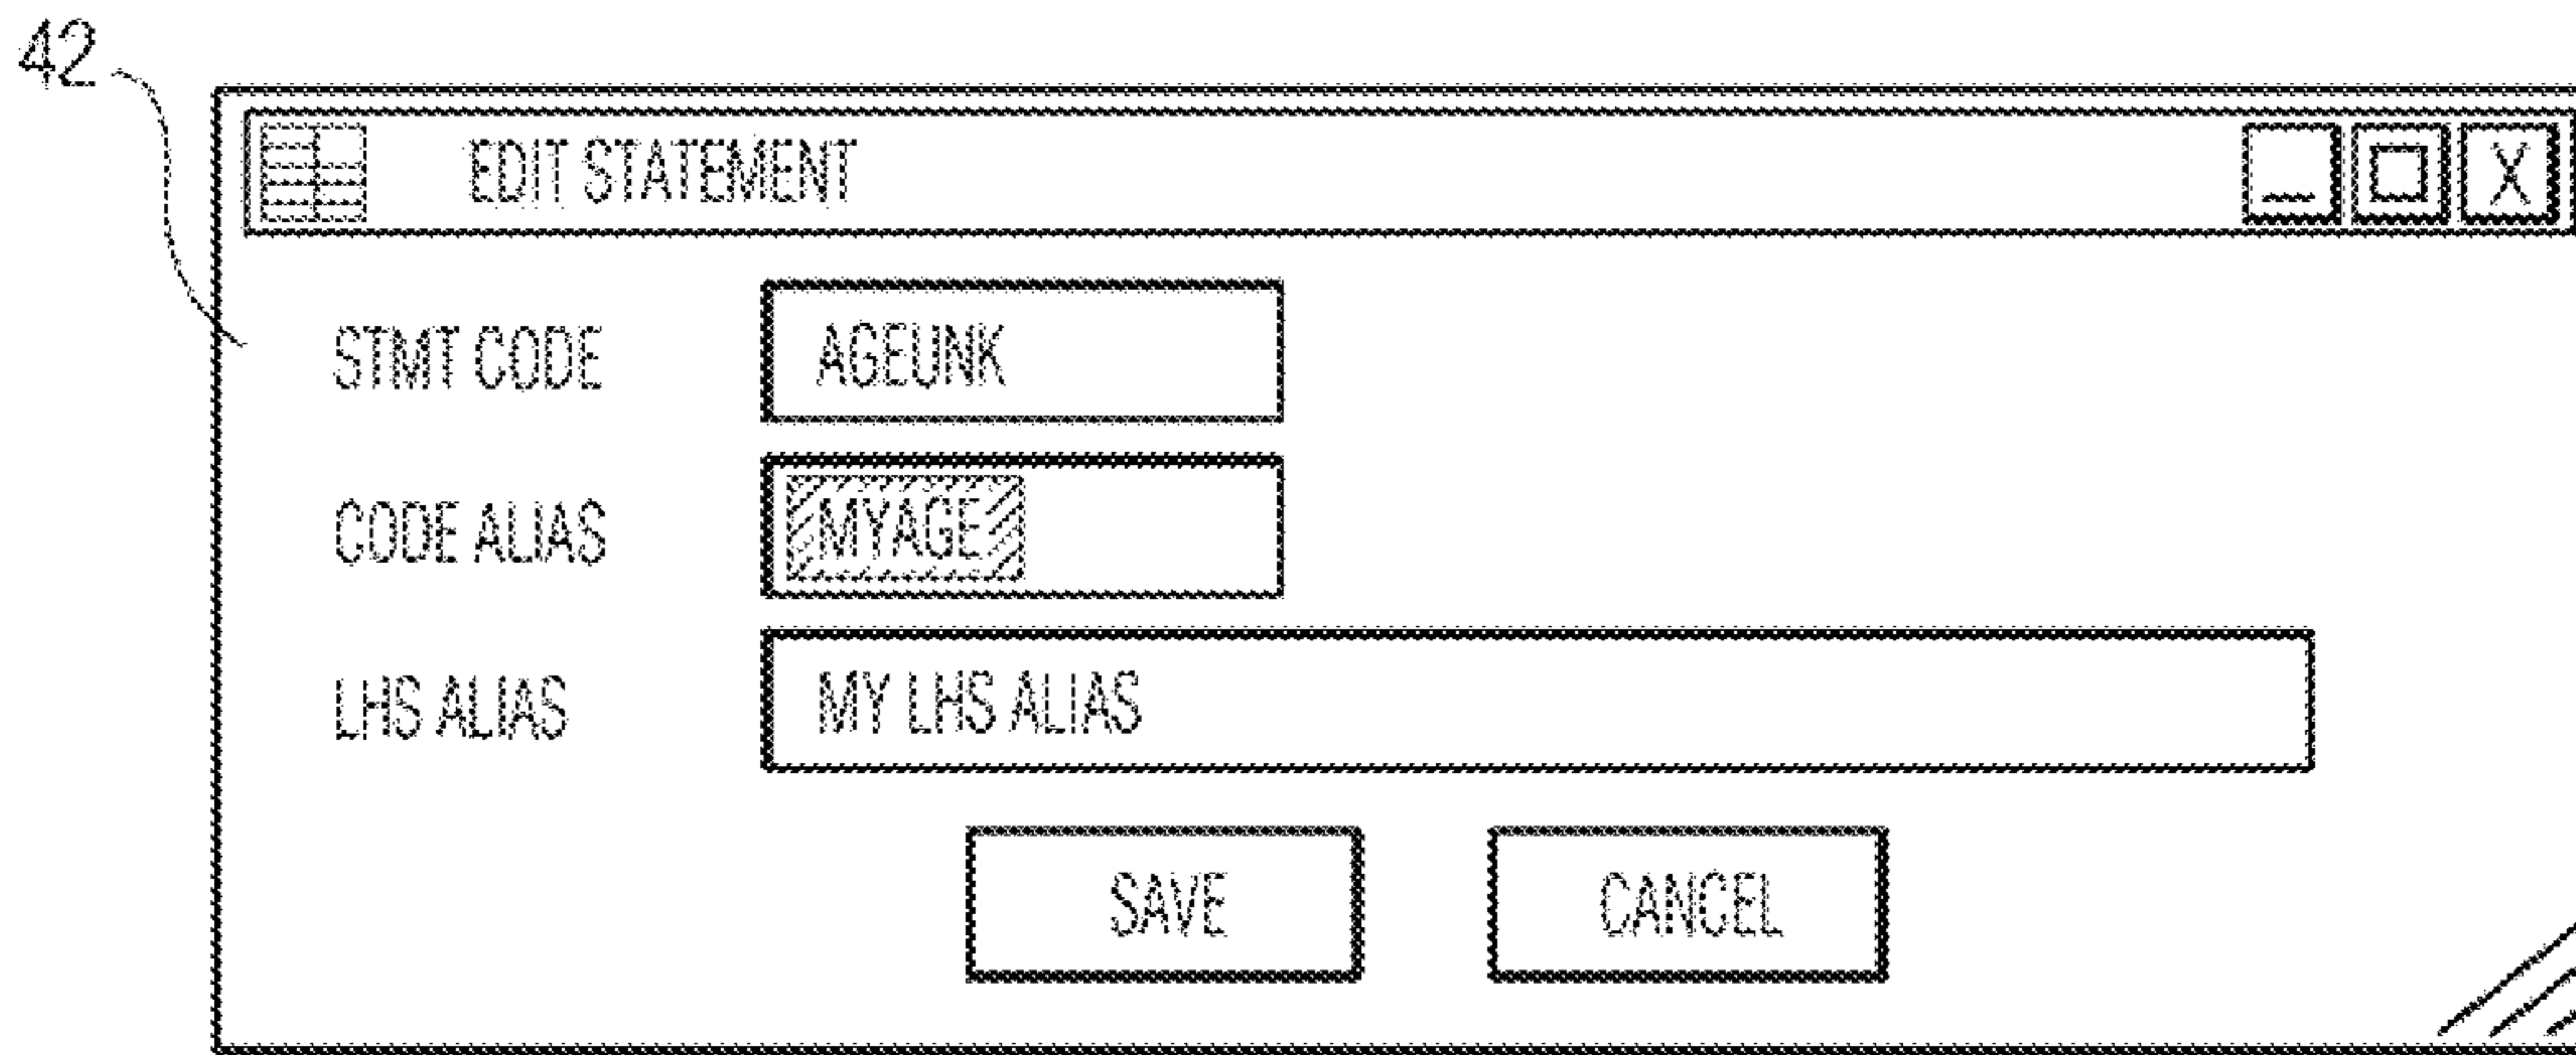 42
EDIT STATEMENT
X
STMT CODE AGEUNK
CODE ALIAS MYAGE
LHS ALIAS MY LHS ALIAS
SAVE CANCEL